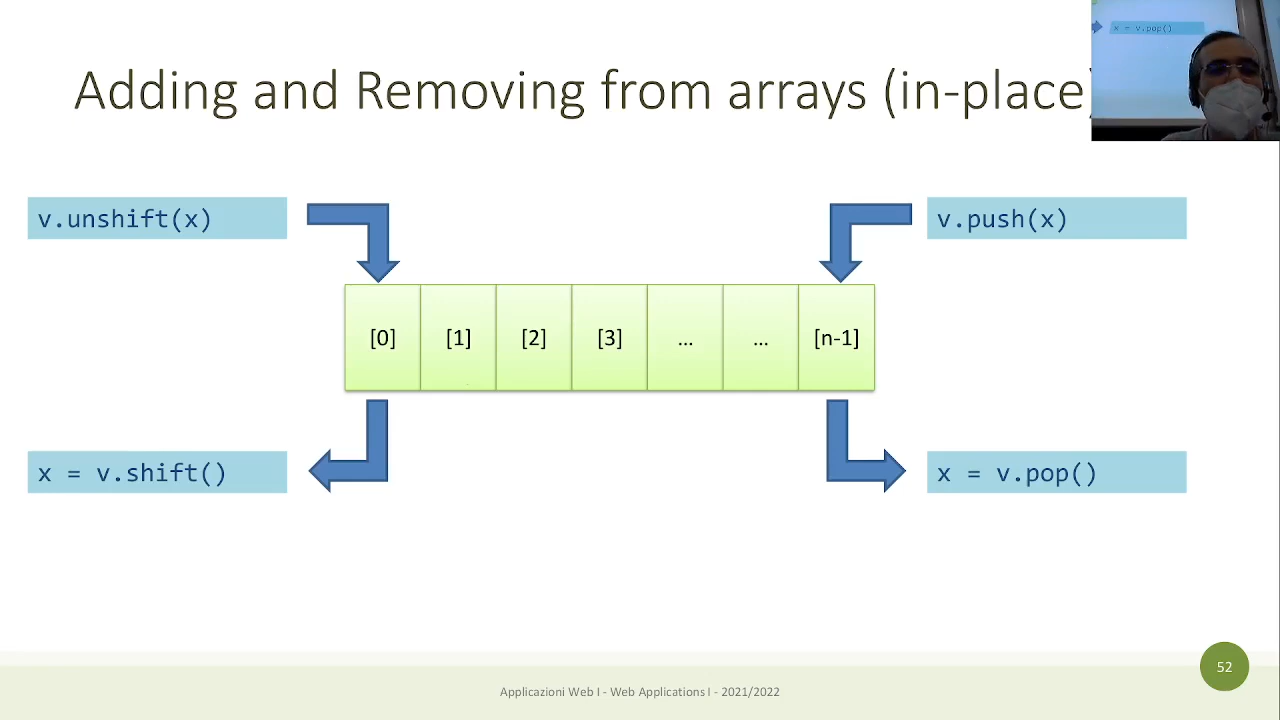 Adding and Removing from arrays (in-place)
x = v.pop()
v.unshift(x)
v.push(x)
[0] [1] [2] [3] ... ... [n-1]
x = v.shift()
x = v.pop()
52
Applicazioni Web I - Web Applications I - 2021/2022